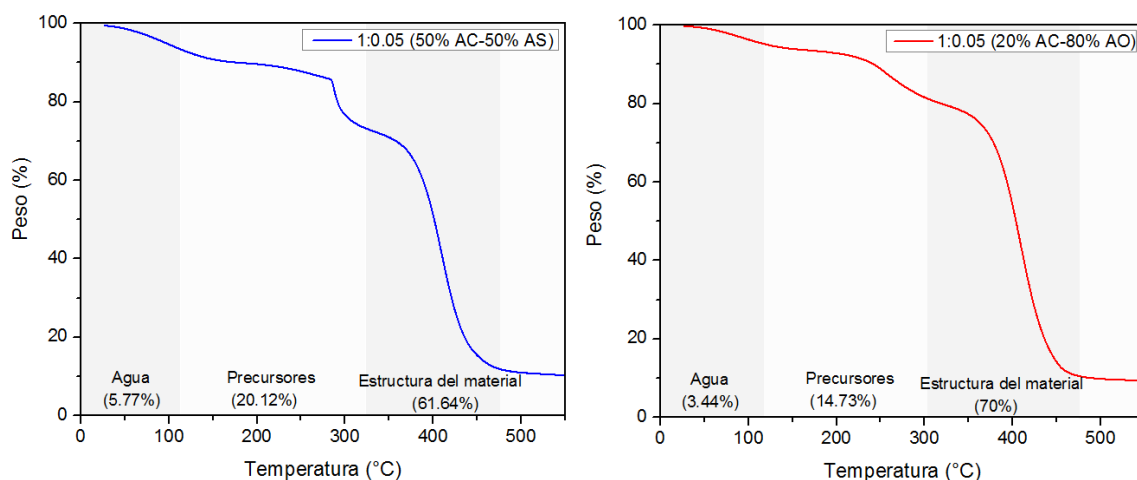 1:0.05 (50% AC-50% AS)
Peso (%)
100
80
60
40
20
0
Agua
(5.77%)
Precursores
(20.12%)
Estructura del material
(61.64%)
0
100
200
300
400
500
Temperatura (°C)
1:0.05 (20% AC-80% AO)
Peso (%)
100
80
60
40
20
0
Agua
(3.44%)
Precursores
(14.73%)
Estructura del material
(70%)
0
100
200
300
400
500
Temperatura (°C)